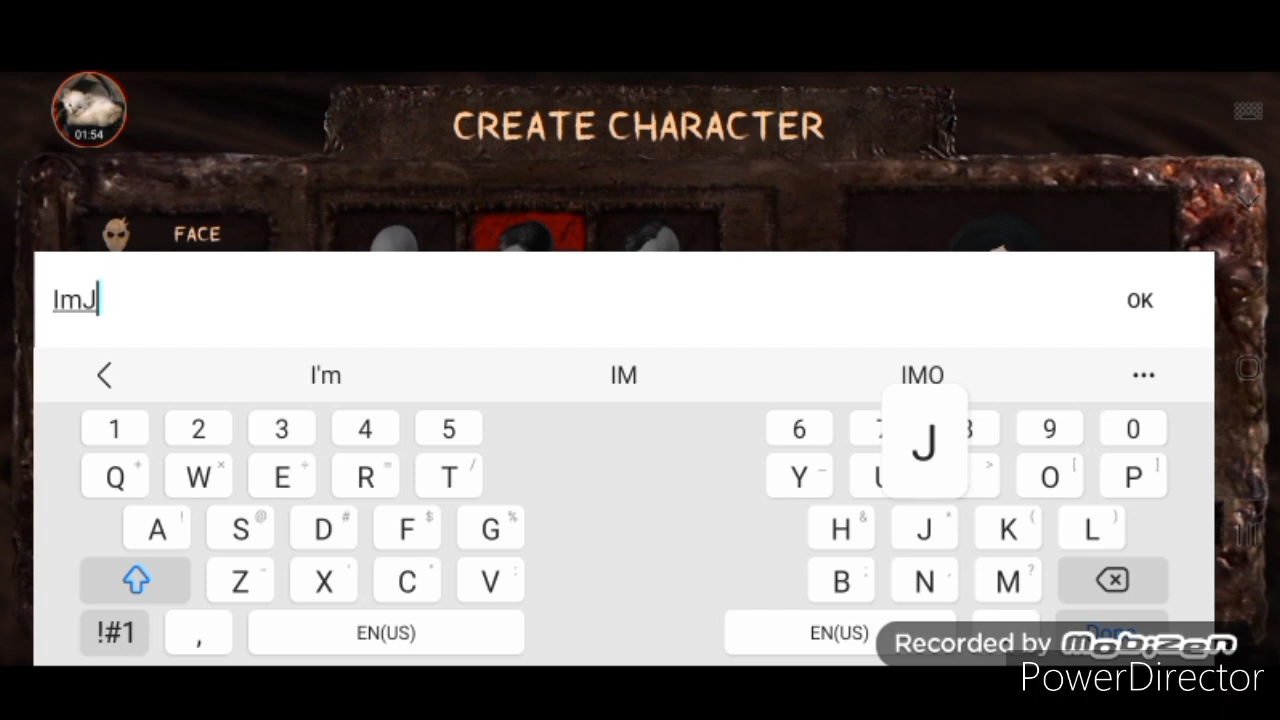 01:54
CREATE CHARACTER
FACE
ImJ
OK
I'm IM IMO ...
J
1 2 3 4 5 6 9 0
Q + W × E ÷ R = T / Y _ > O [ P ]
A ! S @ D # F $ G % H & J * K ( L )
Z - X ' C " V : B ; N , M ?
!#1 , EN(US) EN(US) Done
Recorded by Mobizen
PowerDirector